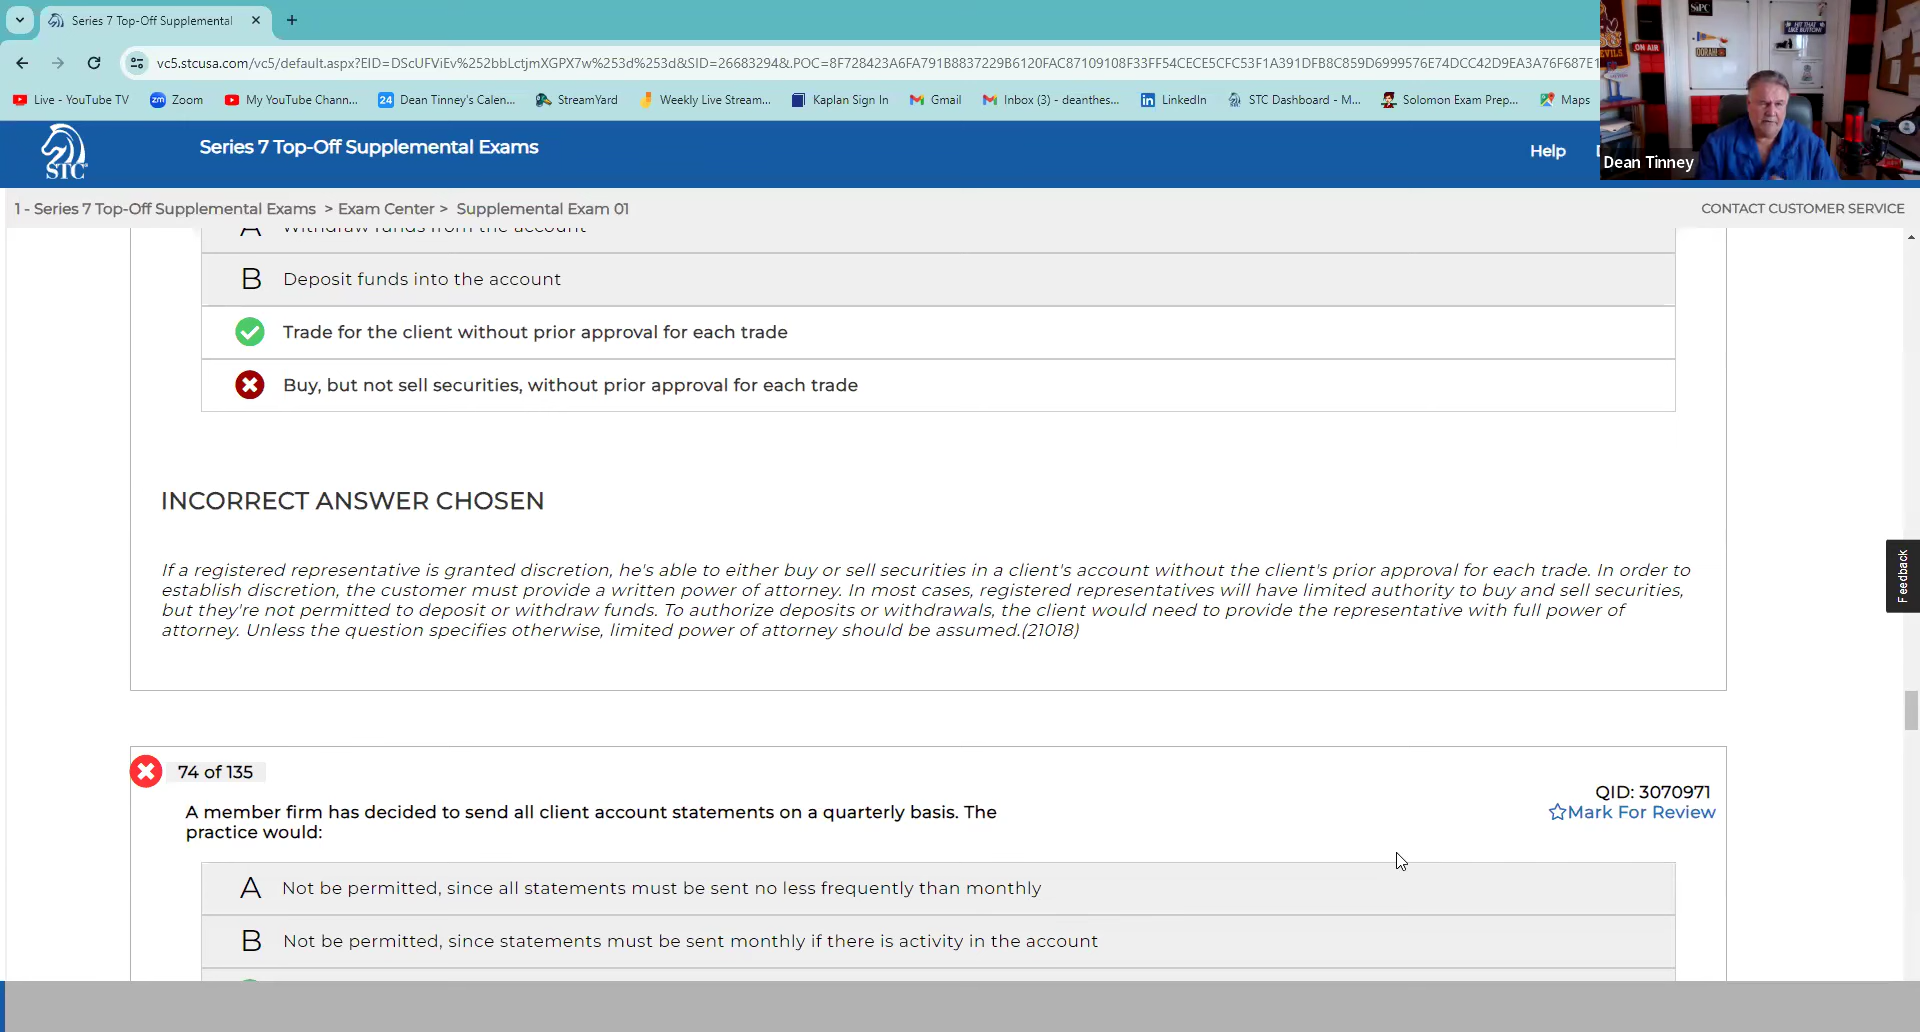 Series 7 Top-Off Supplemental
vc5.stcusa.com/vc5/default.aspx?EID=DScUFViEv%252bbLctjmXGPX7w%253d%253d&SID=26683294&.POC=8F728423A6FA791B8837229B6120FAC87109108F33FF54CECE5CFC53F1A391DFB8C859D6999576E74DCC42D9EA3A76F687E1
Live - YouTube TV
Zoom
My YouTube Chann...
Dean Tinney's Calen...
StreamYard
Weekly Live Stream...
Kaplan Sign In
Gmail
Inbox (3) - deanthes...
LinkedIn
STC Dashboard - M...
Solomon Exam Prep...
Maps
SIPC
HIT THAT
LIKE BUTTON!
ON AIR
Dean Tinney
STC
Series 7 Top-Off Supplemental Exams
Help
1 - Series 7 Top-Off Supplemental Exams > Exam Center > Supplemental Exam 01
CONTACT CUSTOMER SERVICE
A Withdraw funds from the account
B Deposit funds into the account
Trade for the client without prior approval for each trade
Buy, but not sell securities, without prior approval for each trade
INCORRECT ANSWER CHOSEN
If a registered representative is granted discretion, he's able to either buy or sell securities in a client's account without the client's prior approval for each trade. In order to
establish discretion, the customer must provide a written power of attorney. In most cases, registered representatives will have limited authority to buy and sell securities,
but they're not permitted to deposit or withdraw funds. To authorize deposits or withdrawals, the client would need to provide the representative with full power of
attorney. Unless the question specifies otherwise, limited power of attorney should be assumed.(21018)
Feedback
74 of 135
QID: 3070971
Mark For Review
A member firm has decided to send all client account statements on a quarterly basis. The
practice would:
A Not be permitted, since all statements must be sent no less frequently than monthly
B Not be permitted, since statements must be sent monthly if there is activity in the account